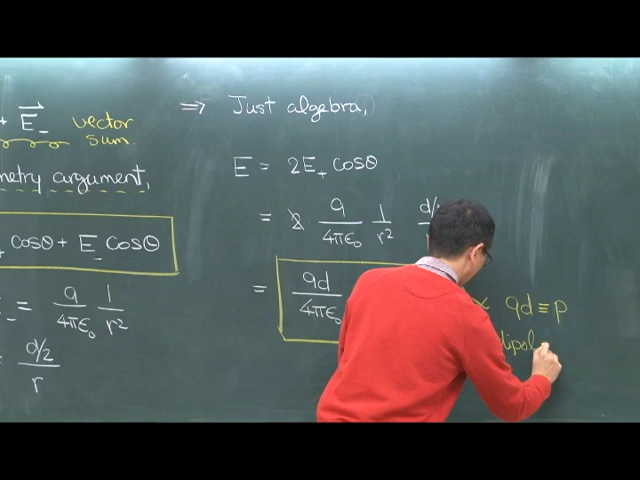 + E⃗₋ vector
sum.
metry argument,
cosθ + E₋ cosθ
₋ = q/4πε₀ 1/r²
= d/2 / r
⇒ Just algebra,
E = 2E₊ cosθ
= 2 q/4πε₀ 1/r² d/2
= qd/4πε₀
∝ qd ≡ p
dipol